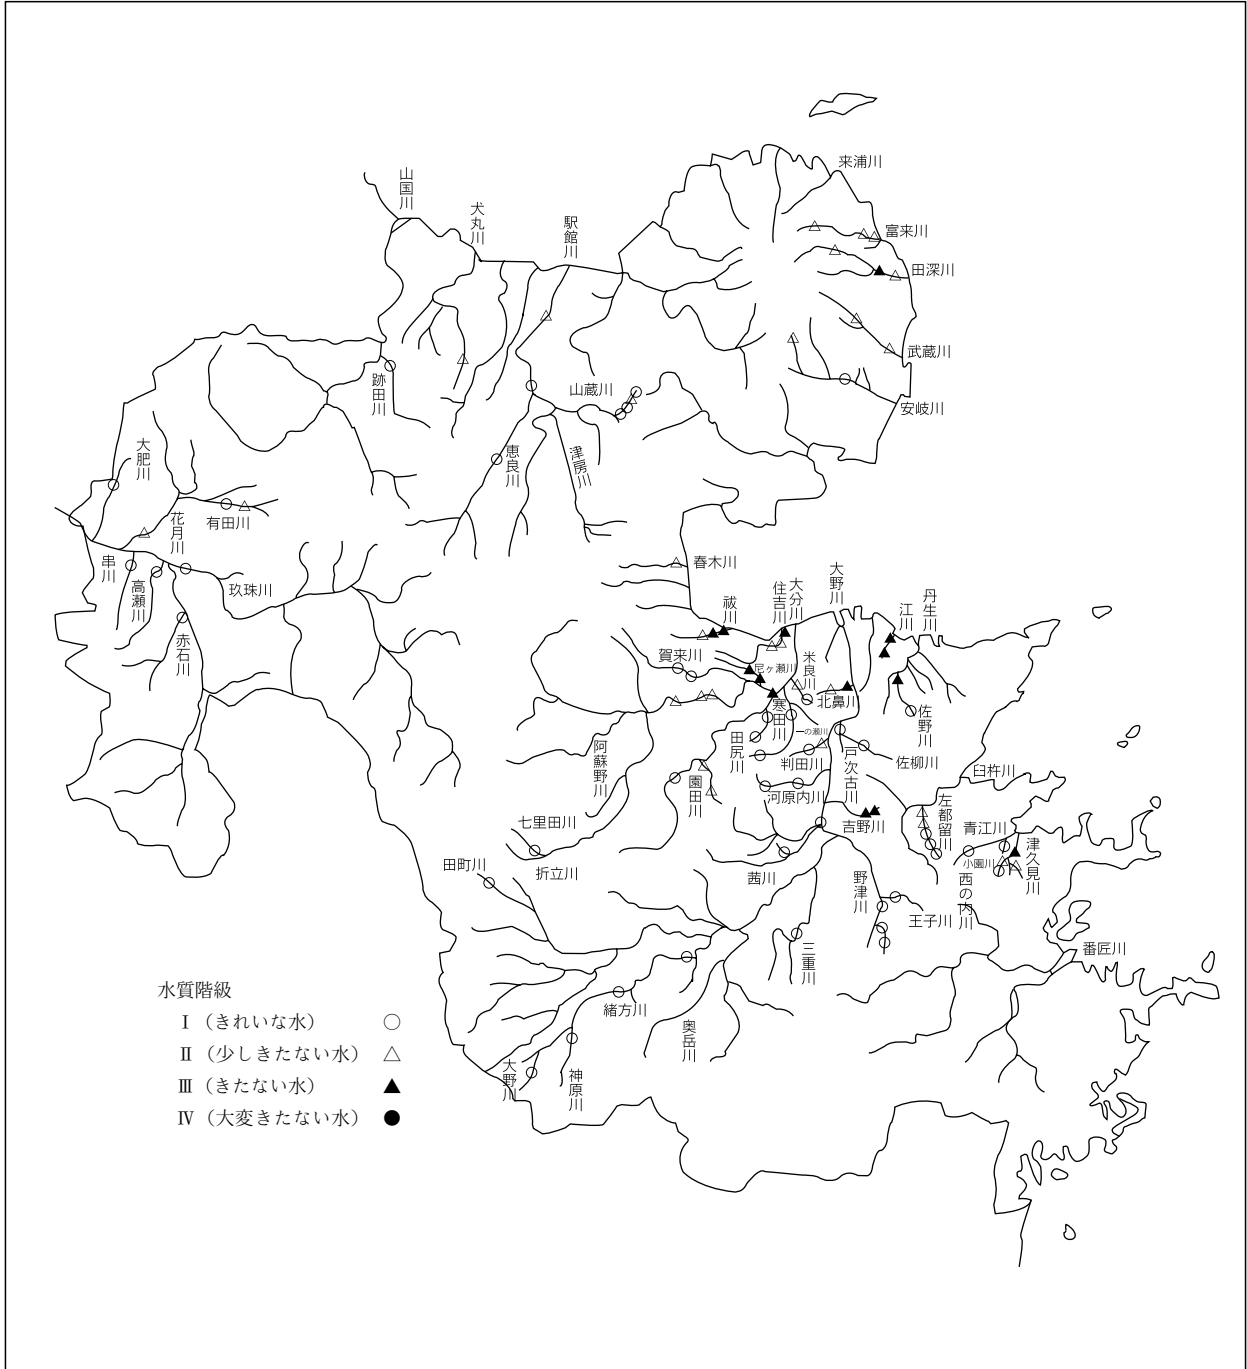 来浦川
山国川
犬丸川
駅館川
富来川
田深川
武蔵川
安岐川
跡田川
山蔵川
大肥川
恵良川
津房川
有田川
花月川
串川
高瀬川
玖珠川
赤石川
春木川
大野川
住吉川
大分川
丹生川
江川
祓川
賀来川
尼ヶ瀬川
米良川
北鼻川
寒田川
佐野川
一の瀬川
田尻川
判田川
戸次古川
佐柳川
阿蘇野川
園田川
河原内川
臼杵川
左都留川
七里田川
吉野川
青江川
津久見川
小園川
田町川
折立川
茜川
野津川
西の内川
王子川
三重川
番匠川
緒方川
奥岳川
大野川
神原川
水質階級
Ⅰ（きれいな水） ○
Ⅱ（少しきたない水） △
Ⅲ（きたない水） ▲
Ⅳ（大変きたない水） ●